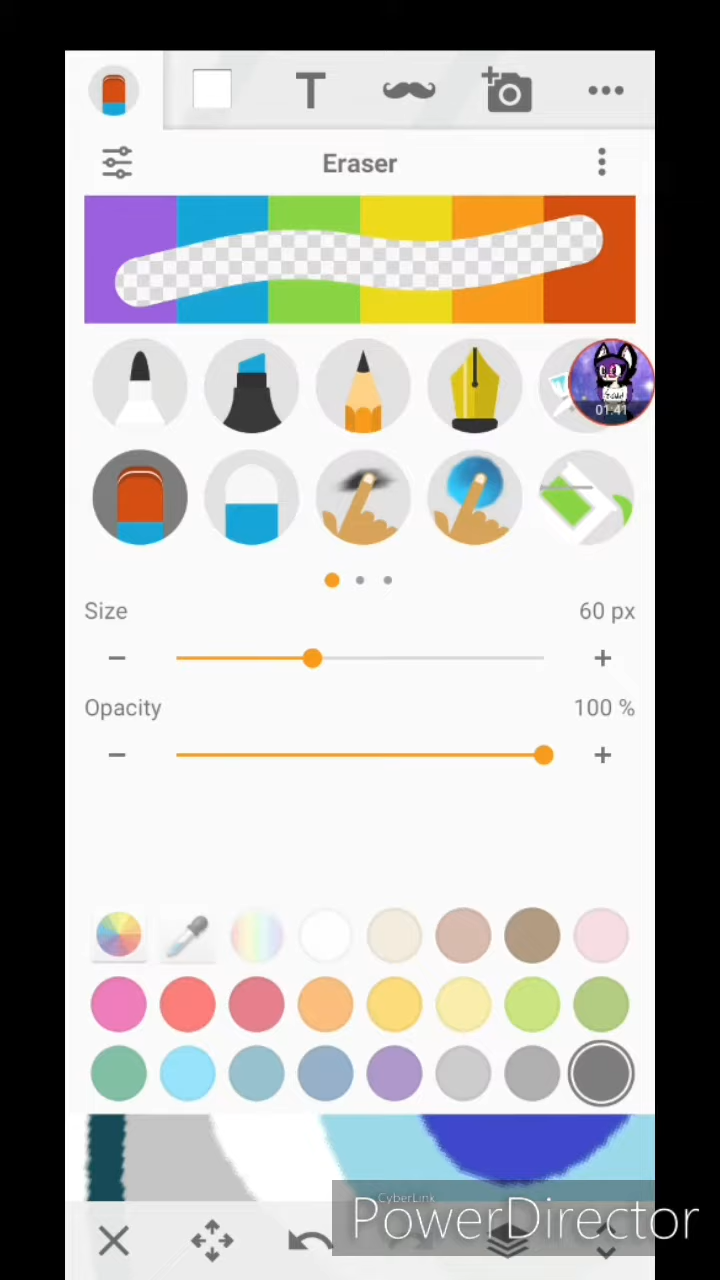 T
Eraser
01:41
Size 60 px
Opacity 100 %
CyberLink
PowerDirector